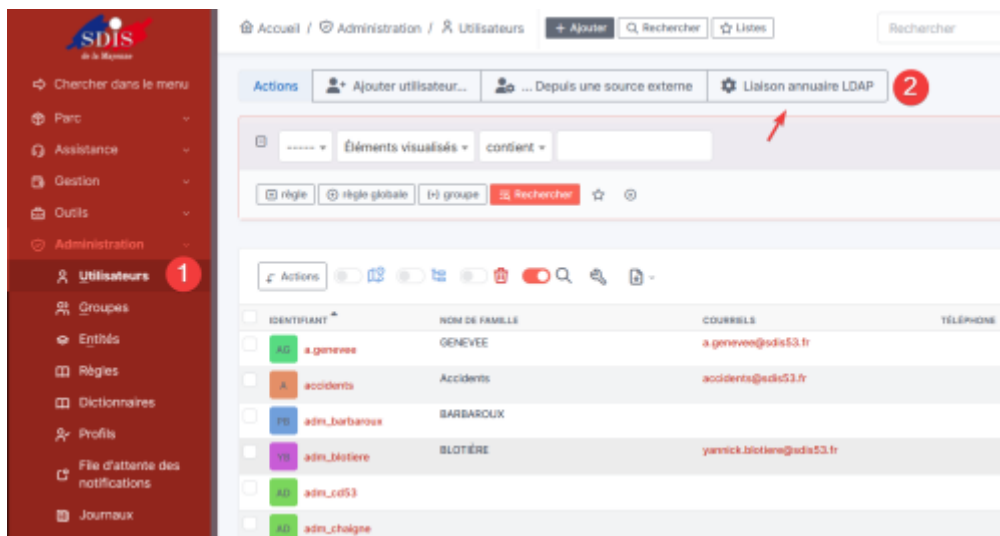 SDIS
de la Mayenne
Accueil / Administration / Utilisateurs + Ajouter Rechercher Listes Rechercher
Chercher dans le menu
Actions Ajouter utilisateur... ... Depuis une source externe Liaison annuaire LDAP 2
Parc
Assistance
----- Éléments visualisés contient
Gestion
règle règle globale (+) groupe Rechercher
Outils
Administration
Utilisateurs 1
Actions
Groupes
IDENTIFIANT NOM DE FAMILLE COURRIELS TÉLÉPHONE
Entités
AG a.genevee GENEVEE a.genevee@sdis53.fr
Règles
A accidents Accidents accidents@sdis53.fr
Dictionnaires
PB adm_barbaroux BARBAROUX
Profils
YB adm_blotiere BLOTIÈRE yannick.blotiere@sdis53.fr
File d'attente des
notifications
AD adm_cd53
Journaux
AD adm_chaigne